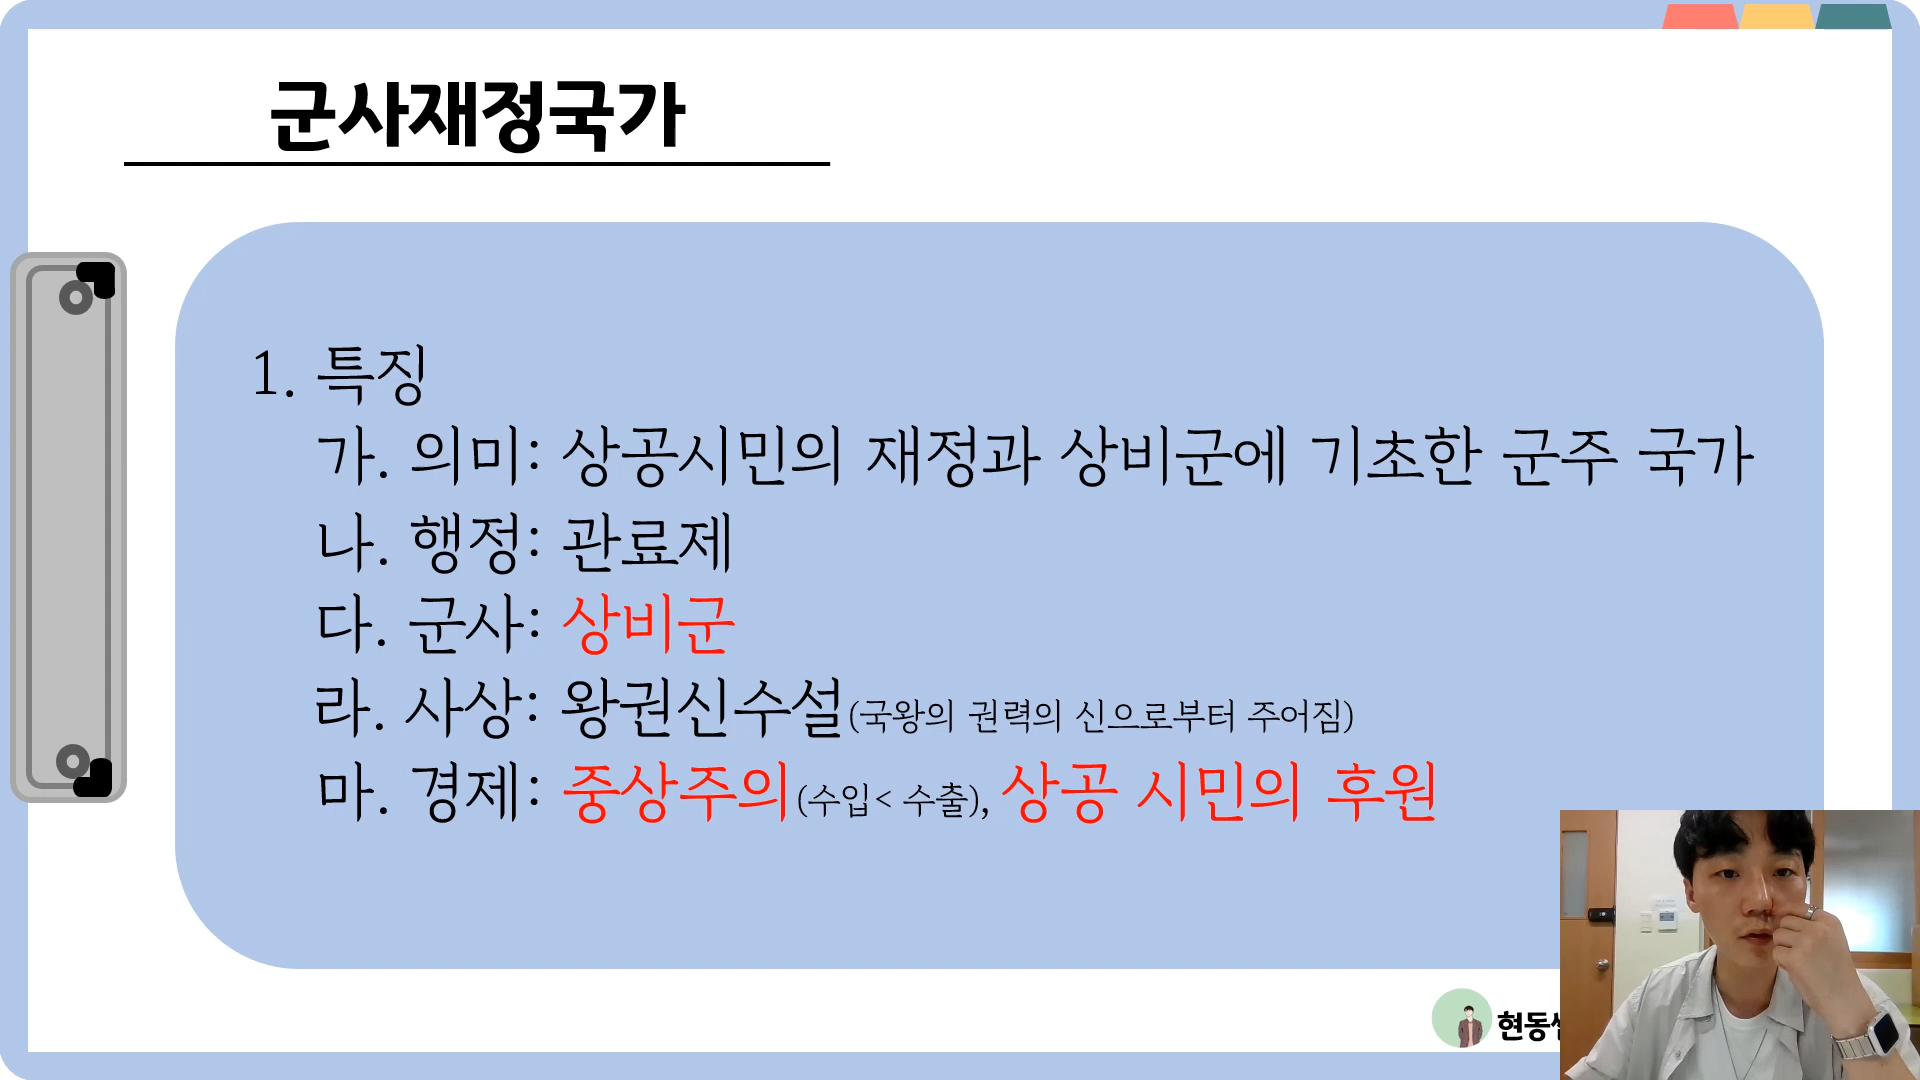 군사재정국가
1. 특징
가. 의미: 상공시민의 재정과 상비군에 기초한 군주 국가
나. 행정: 관료제
다. 군사: 상비군
라. 사상: 왕권신수설(국왕의 권력의 신으로부터 주어짐)
마. 경제: 중상주의(수입< 수출), 상공 시민의 후원
현동